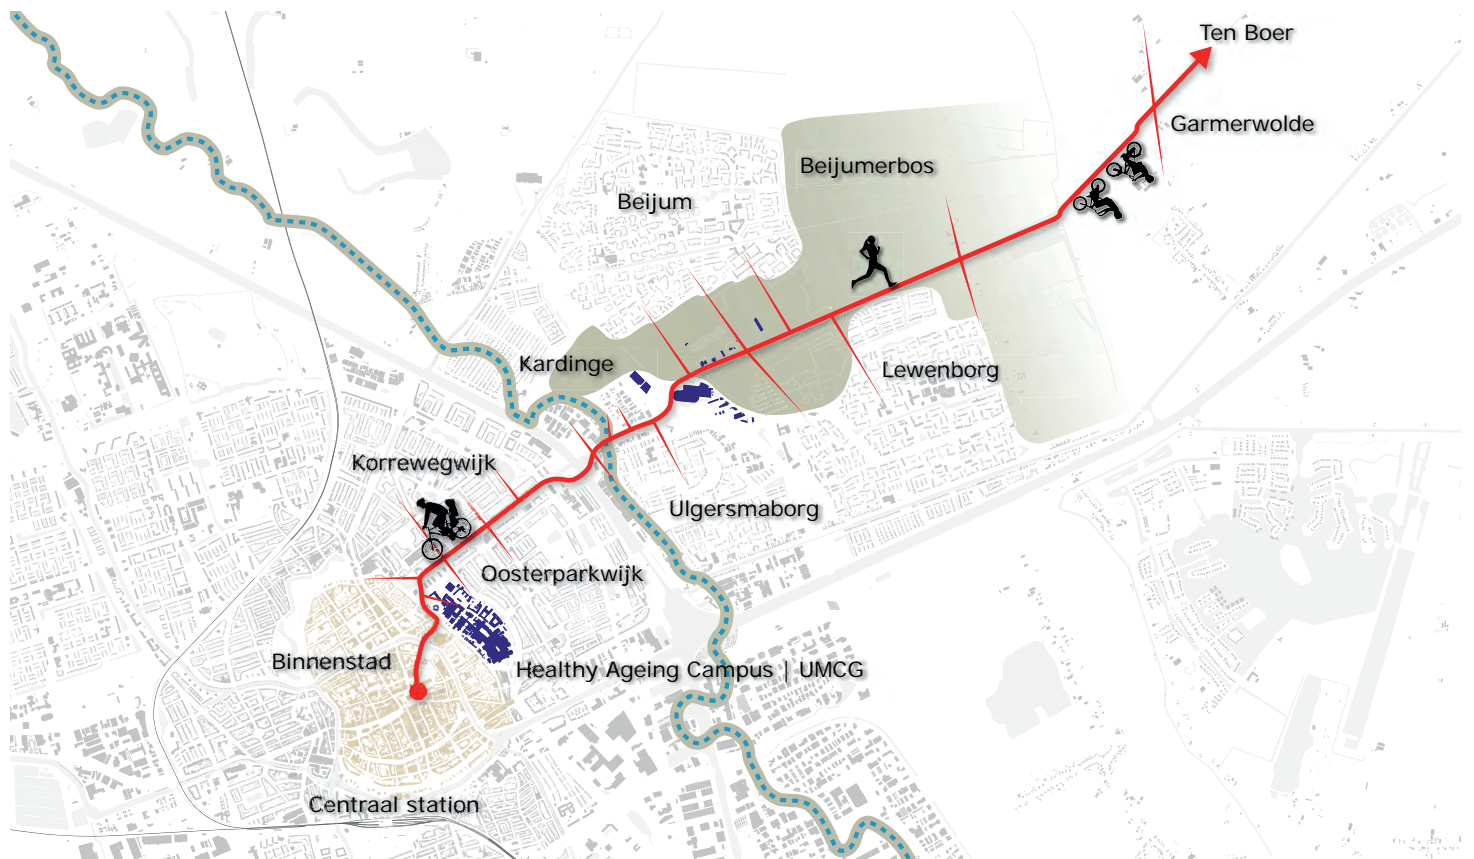 Ten Boer
Garmerwolde
Beijumerbos
Beijum
Kardinge
Lewenborg
Korrewegwijk
Ulgersmaborg
Oosterparkwijk
Binnenstad
Healthy Ageing Campus | UMCG
Centraal station